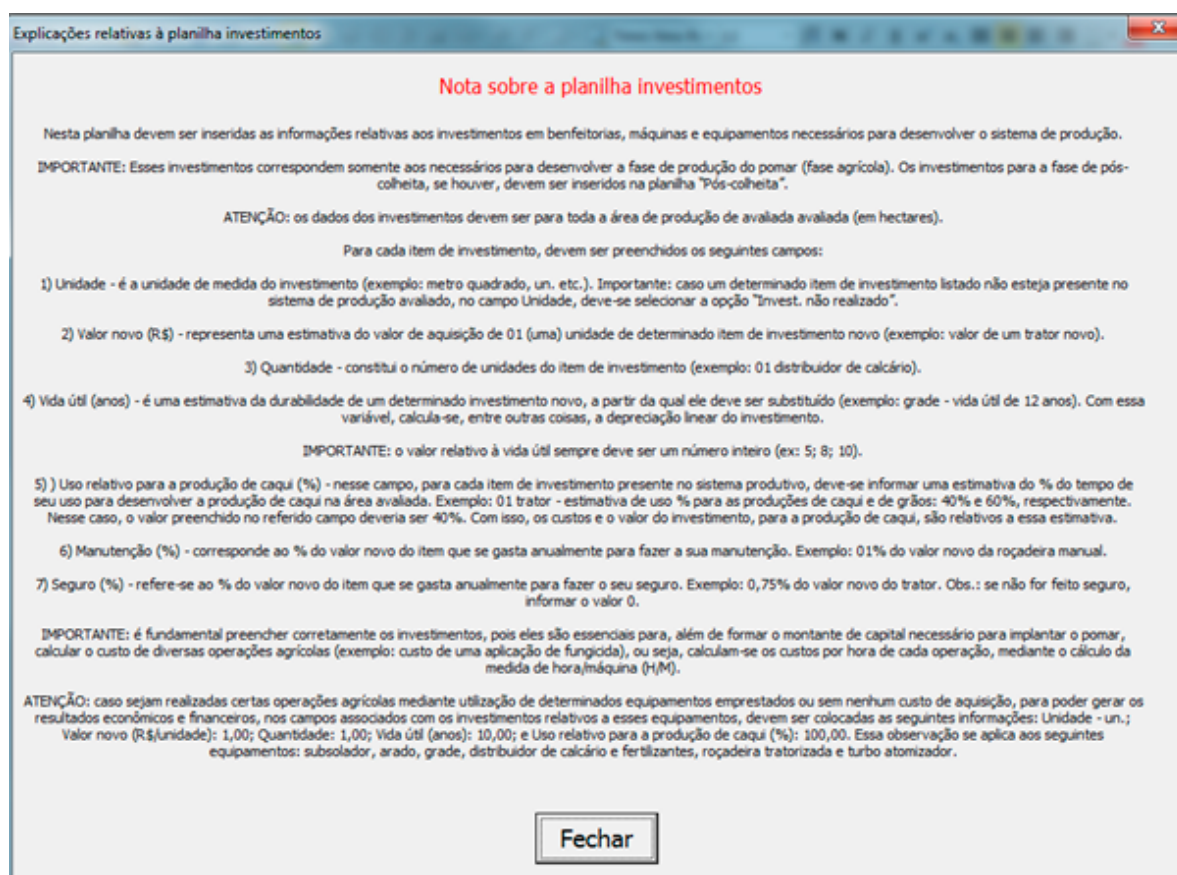 Explicações relativas à planilha investimentos
Nota sobre a planilha investimentos
Nesta planilha devem ser inseridas as informações relativas aos investimentos em benfeitorias, máquinas e equipamentos necessários para desenvolver o sistema de produção.
IMPORTANTE: Esses investimentos correspondem somente aos necessários para desenvolver a fase de produção do pomar (fase agrícola). Os investimentos para a fase de pós-
colheita, se houver, devem ser inseridos na planilha "Pós-colheita".
ATENÇÃO: os dados dos investimentos devem ser para toda a área de produção de avaliada avaliada (em hectares).
Para cada item de investimento, devem ser preenchidos os seguintes campos:
1) Unidade - é a unidade de medida do investimento (exemplo: metro quadrado, un. etc.). Importante: caso um determinado item de investimento listado não esteja presente no
sistema de produção avaliado, no campo Unidade, deve-se selecionar a opção "Invest. não realizado".
2) Valor novo (R$) - representa uma estimativa do valor de aquisição de 01 (uma) unidade de determinado item de investimento novo (exemplo: valor de um trator novo).
3) Quantidade - constitui o número de unidades do item de investimento (exemplo: 01 distribuidor de calcário).
4) Vida útil (anos) - é uma estimativa da durabilidade de um determinado investimento novo, a partir da qual ele deve ser substituído (exemplo: grade - vida útil de 12 anos). Com essa
variável, calcula-se, entre outras coisas, a depreciação linear do investimento.
IMPORTANTE: o valor relativo à vida útil sempre deve ser um número inteiro (ex: 5; 8; 10).
5) ) Uso relativo para a produção de caqui (%) - nesse campo, para cada item de investimento presente no sistema produtivo, deve-se informar uma estimativa do % do tempo de
seu uso para desenvolver a produção de caqui na área avaliada. Exemplo: 01 trator - estimativa de uso % para as produções de caqui e de grãos: 40% e 60%, respectivamente.
Nesse caso, o valor preenchido no referido campo deveria ser 40%. Com isso, os custos e o valor do investimento, para a produção de caqui, são relativos a essa estimativa.
6) Manutenção (%) - corresponde ao % do valor novo do item que se gasta anualmente para fazer a sua manutenção. Exemplo: 01% do valor novo da roçadeira manual.
7) Seguro (%) - refere-se ao % do valor novo do item que se gasta anualmente para fazer o seu seguro. Exemplo: 0,75% do valor novo do trator. Obs.: se não for feito seguro,
informar o valor 0.
IMPORTANTE: é fundamental preencher corretamente os investimentos, pois eles são essenciais para, além de formar o montante de capital necessário para implantar o pomar,
calcular o custo de diversas operações agrícolas (exemplo: custo de uma aplicação de fungicida), ou seja, calculam-se os custos por hora de cada operação, mediante o cálculo da
medida de hora/máquina (H/M).
ATENÇÃO: caso sejam realizadas certas operações agrícolas mediante utilização de determinados equipamentos emprestados ou sem nenhum custo de aquisição, para poder gerar os
resultados econômicos e financeiros, nos campos associados com os investimentos relativos a esses equipamentos, devem ser colocadas as seguintes informações: Unidade - un.;
Valor novo (R$/unidade): 1,00; Quantidade: 1,00; Vida útil (anos): 10,00; e Uso relativo para a produção de caqui (%): 100,00. Essa observação se aplica aos seguintes
equipamentos: subsolador, arado, grade, distribuidor de calcário e fertilizantes, roçadeira tratorizada e turbo atomizador.
Fechar